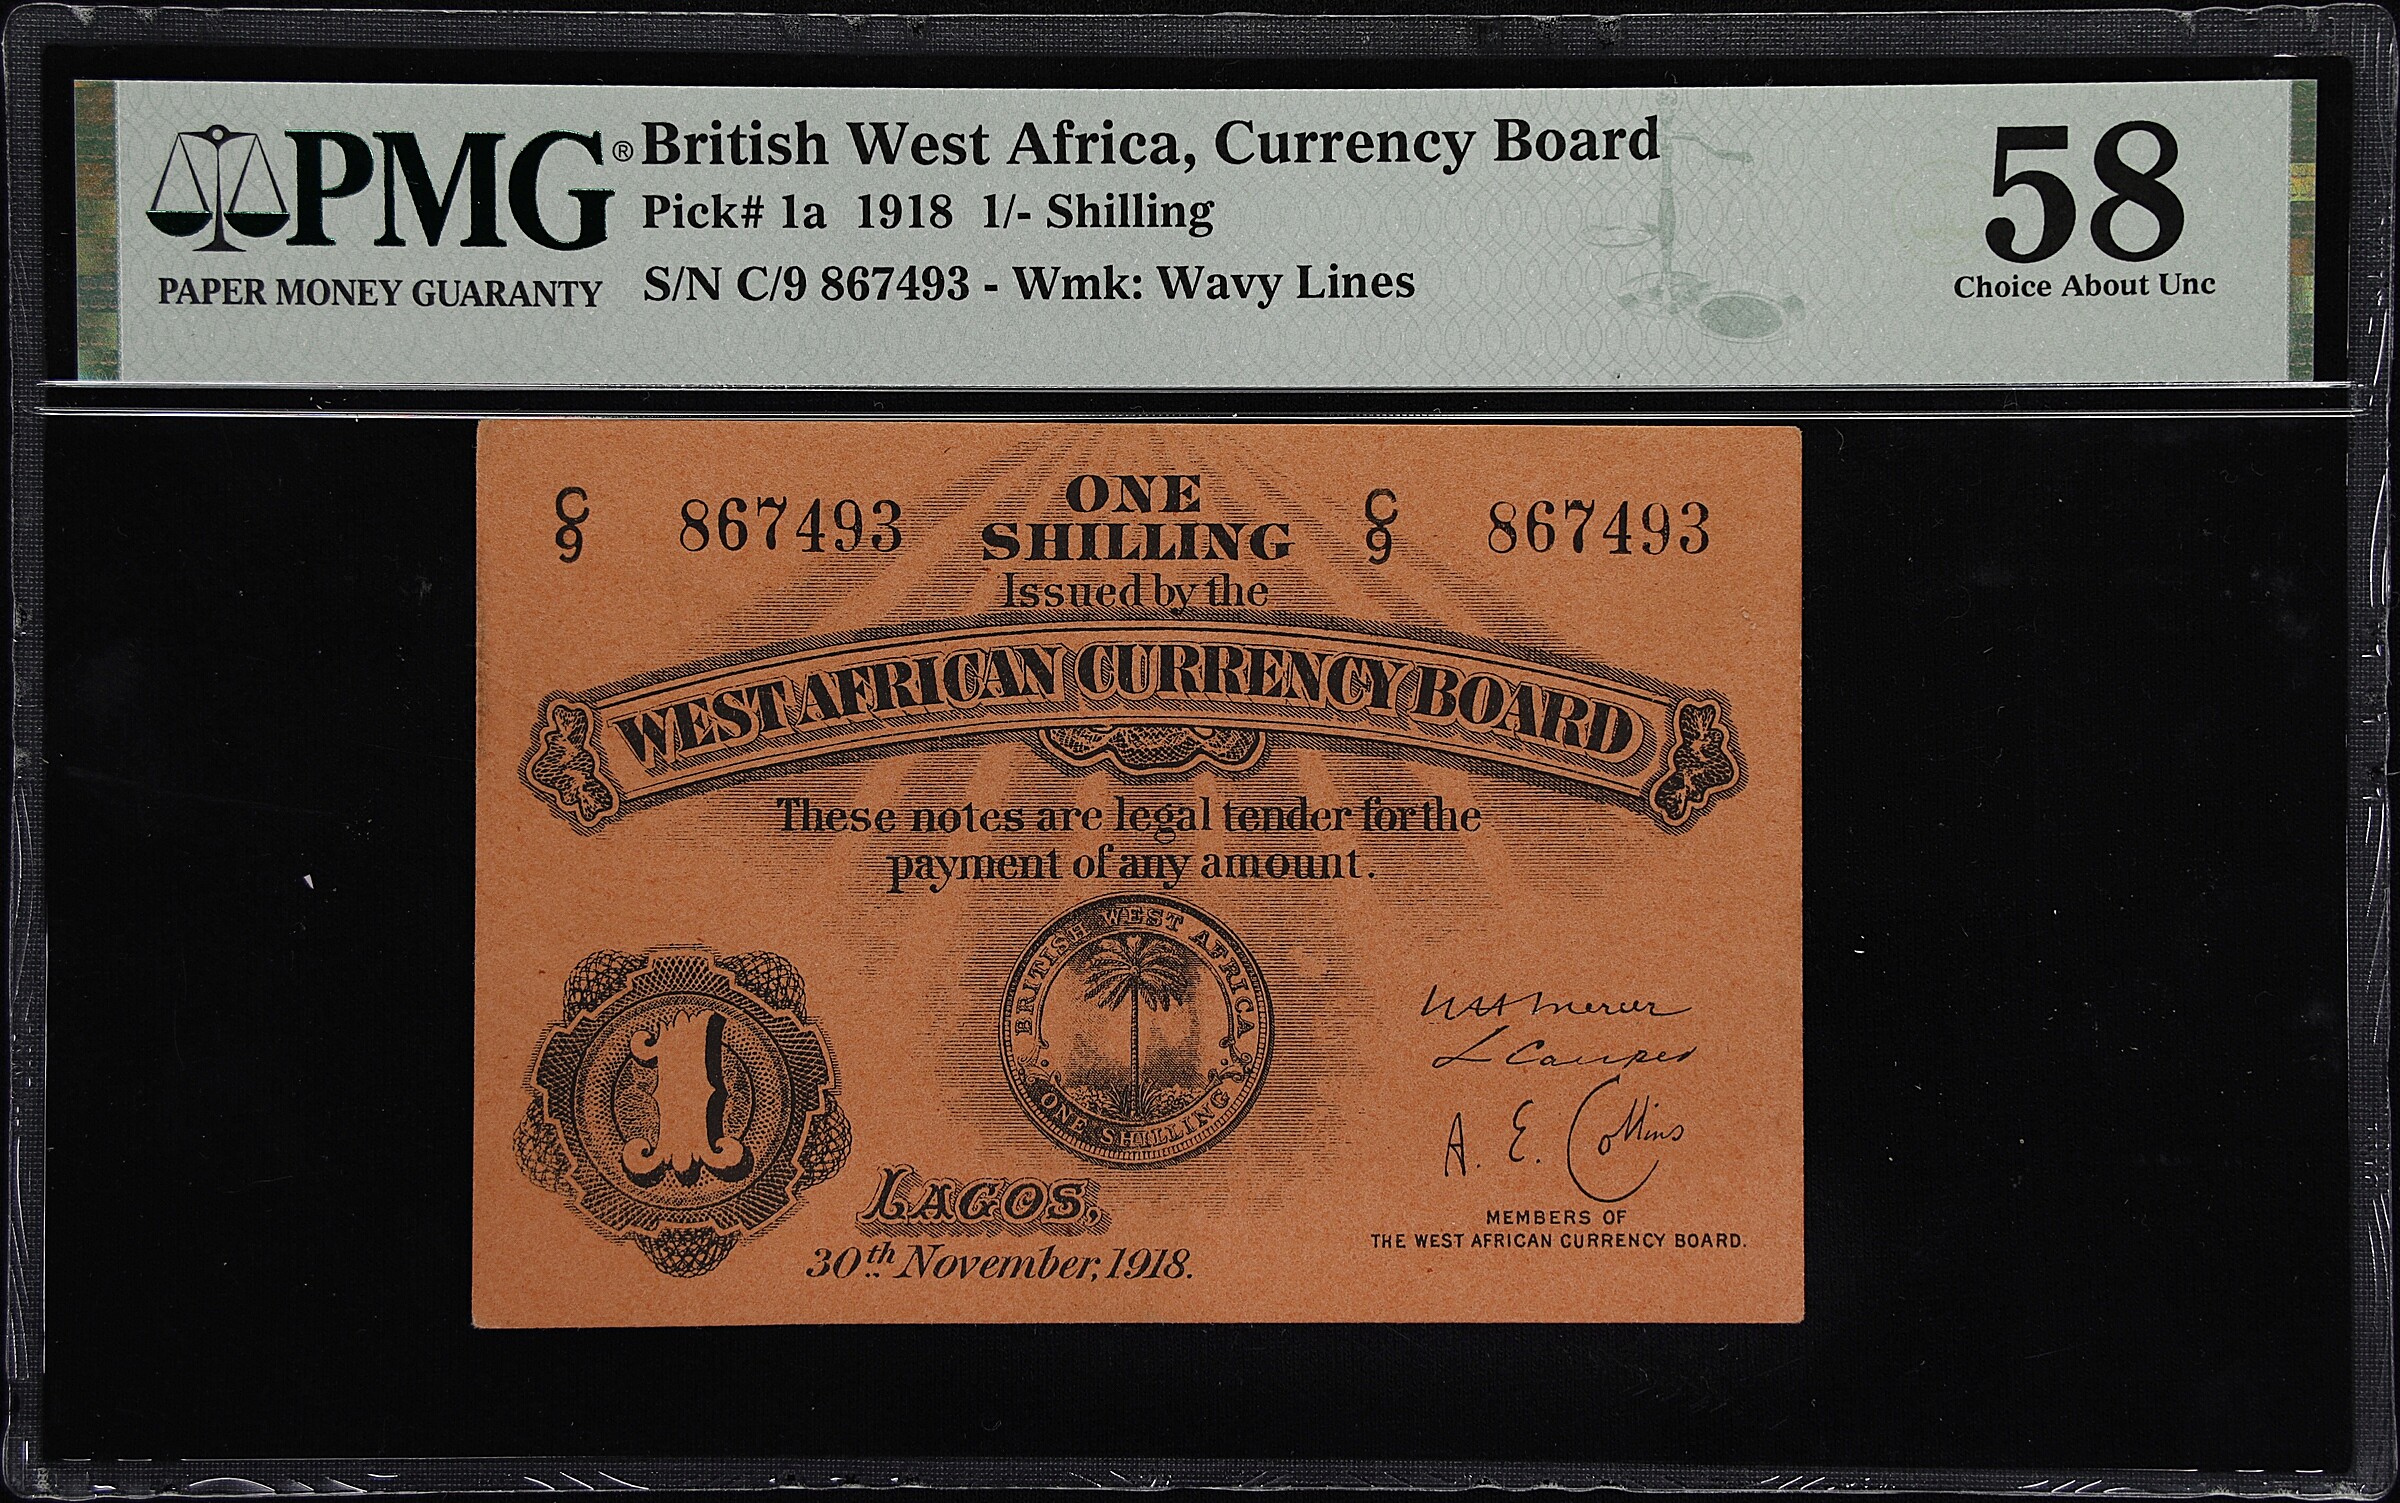 PMG®
PAPER MONEY GUARANTY
British West Africa, Currency Board
Pick# 1a 1918 1/- Shilling
S/N C/9 867493 - Wmk: Wavy Lines
58
Choice About Unc
C/9 867493
ONE
SHILLING
C/9 867493
Issued by the
WEST AFRICAN CURRENCY BOARD
These notes are legal tender for the
payment of any amount.
BRITISH WEST AFRICA
ONE SHILLING
1
LAGOS,
30th November, 1918.
A. E. Collins
MEMBERS OF
THE WEST AFRICAN CURRENCY BOARD.